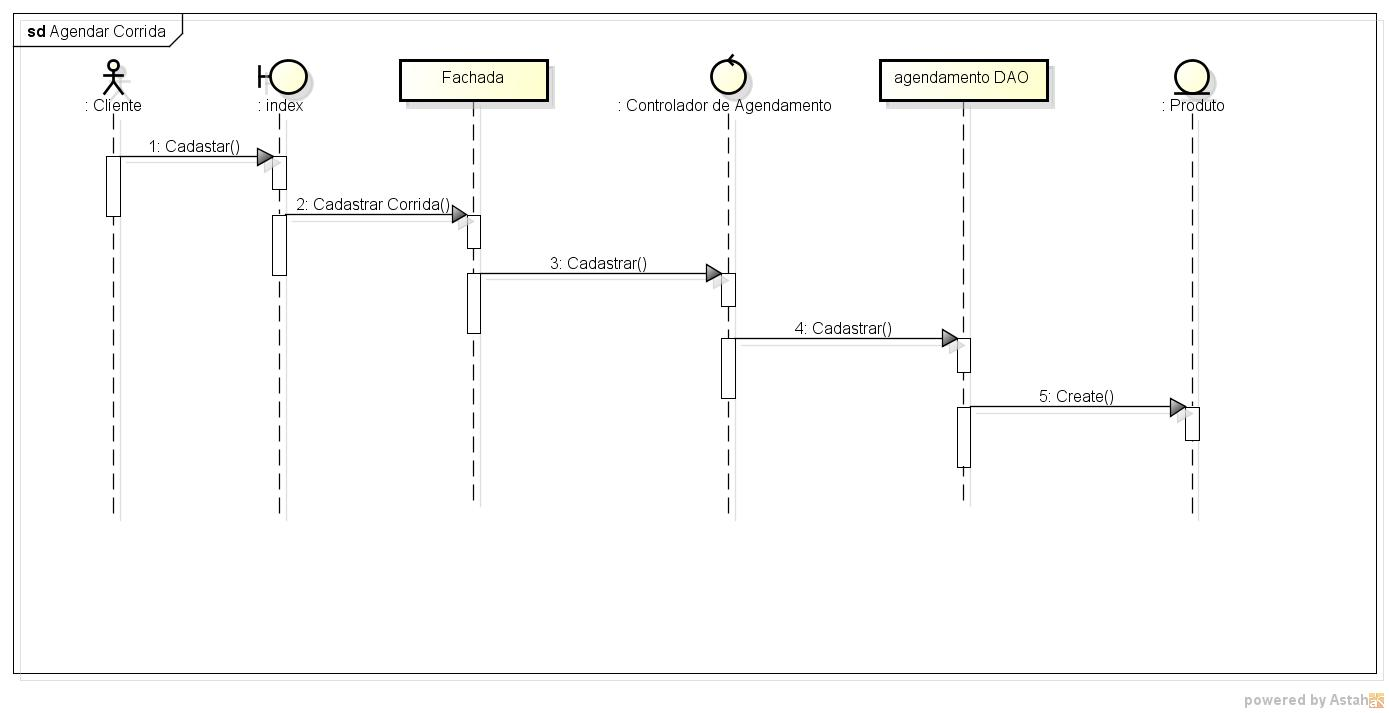 sd Agendar Corrida
Fachada
agendamento DAO
: Cliente
: index
: Controlador de Agendamento
: Produto
1: Cadastar()
2: Cadastrar Corrida()
3: Cadastrar()
4: Cadastrar()
5: Create()
powered by Astah